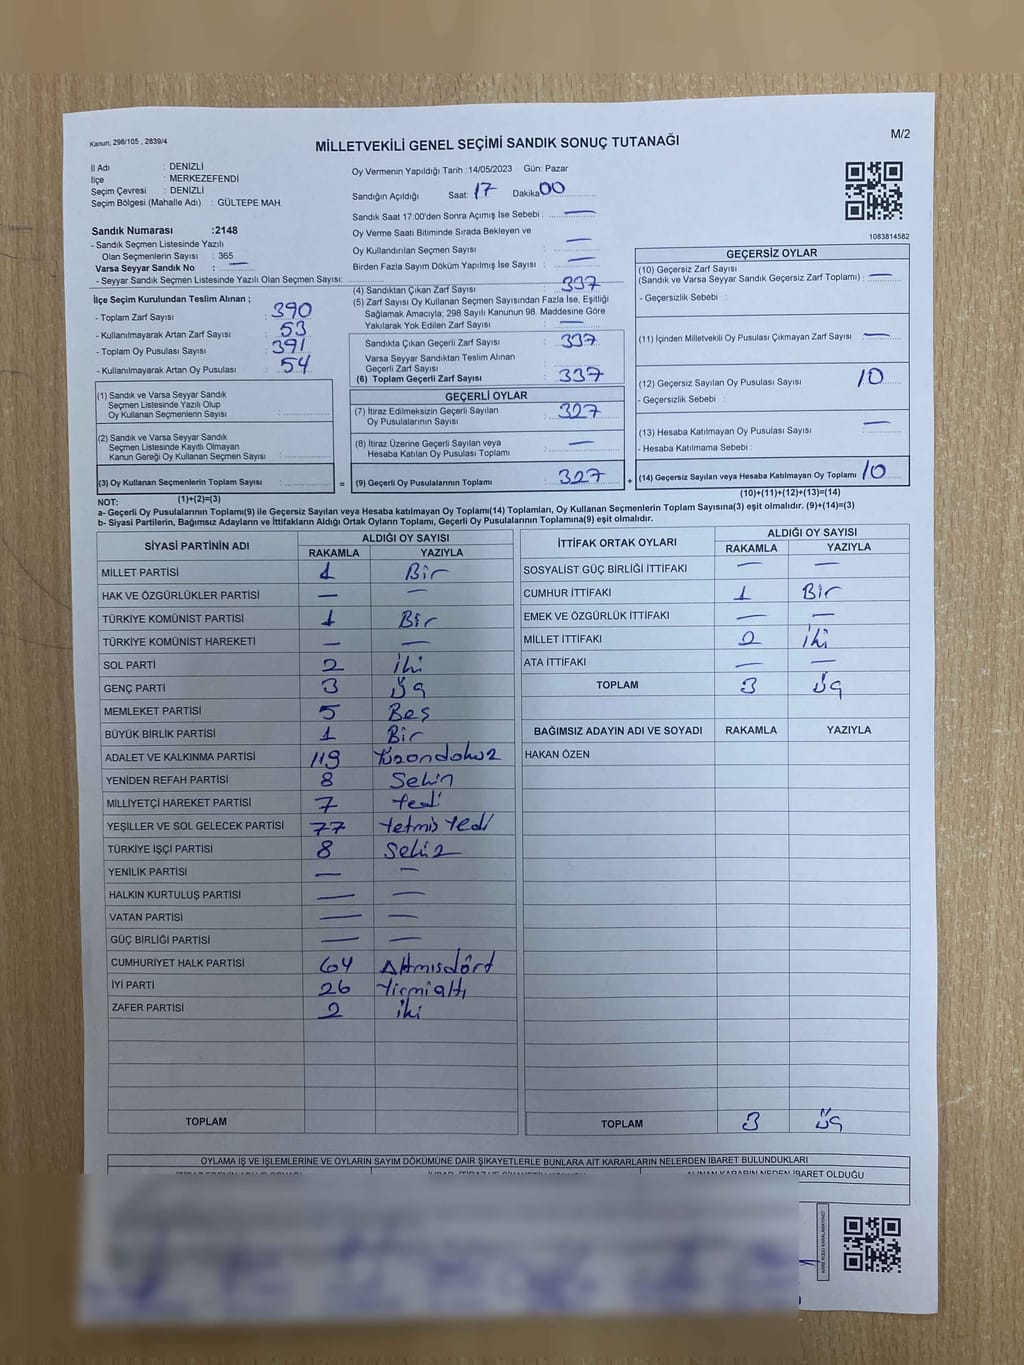 Kanun; 298/105 , 2839/4
MİLLETVEKİLİ GENEL SEÇİMİ SANDIK SONUÇ TUTANAĞI
M/2
İl Adı : DENİZLİ
İlçe : MERKEZEFENDİ
Seçim Çevresi : DENİZLİ
Seçim Bölgesi (Mahalle Adı) : GÜLTEPE MAH.
Sandık Numarası :2148
- Sandık Seçmen Listesinde Yazılı
Olan Seçmenlerin Sayısı : 365
Varsa Seyyar Sandık No : —
- Seyyar Sandık Seçmen Listesinde Yazılı Olan Seçmen Sayısı:
İlçe Seçim Kurulundan Teslim Alınan ;
- Toplam Zarf Sayısı : 390
- Kullanılmayarak Artan Zarf Sayısı : 53
- Toplam Oy Pusulası Sayısı : 391
- Kullanılmayarak Artan Oy Pusulası : 54
Oy Vermenin Yapıldığı Tarih :14/05/2023 Gün: Pazar
Sandığın Açıldığı Saat: 17 Dakika 00
Sandık Saat 17:00'den Sonra Açımış İse Sebebi : —
Oy Verme Saati Bitiminde Sırada Bekleyen ve
Oy Kullandırılan Seçmen Sayısı : —
Birden Fazla Sayım Döküm Yapılmış İse Sayısı : —
(4) Sandıktan Çıkan Zarf Sayısı : 337
(5) Zarf Sayısı Oy Kullanan Seçmen Sayısından Fazla İse, Eşitliği
Sağlamak Amacıyla; 298 Sayılı Kanunun 98. Maddesine Göre
Yakılarak Yok Edilen Zarf Sayısı : —
Sandıkta Çıkan Geçerli Zarf Sayısı : 337
Varsa Seyyar Sandıktan Teslim Alınan
Geçerli Zarf Sayısı :
(6) Toplam Geçerli Zarf Sayısı : 337
1083814582
GEÇERSİZ OYLAR
(10) Geçersiz Zarf Sayısı
(Sandık ve Varsa Seyyar Sandık Geçersiz Zarf Toplamı) : —
- Geçersizlik Sebebi :
(11) İçinden Milletvekili Oy Pusulası Çıkmayan Zarf Sayısı : —
(12) Geçersiz Sayılan Oy Pusulası Sayısı : 10
- Geçersizlik Sebebi :
(13) Hesaba Katılmayan Oy Pusulası Sayısı : —
- Hesaba Katılmama Sebebi :
(1) Sandık ve Varsa Seyyar Sandık
Seçmen Listesinde Yazılı Olup
Oy Kullanan Seçmenlerin Sayısı :
(2) Sandık ve Varsa Seyyar Sandık
Seçmen Listesinde Kayıtlı Olmayan
Kanun Gereği Oy Kullanan Seçmen Sayısı :
GEÇERLİ OYLAR
(7) İtiraz Edilmeksizin Geçerli Sayılan
Oy Pusulalarının Sayısı : 327
(8) İtiraz Üzerine Geçerli Sayılan veya
Hesaba Katılan Oy Pusulası Toplamı : —
(3) Oy Kullanan Seçmenlerin Toplam Sayısı : = (9) Geçerli Oy Pusulalarının Toplamı : 327 + (14) Geçersiz Sayılan veya Hesaba Katılmayan Oy Toplamı : 10
(1)+(2)=(3)
(10)+(11)+(12)+(13)=(14)
NOT:
a- Geçerli Oy Pusulalarının Toplamı(9) ile Geçersiz Sayılan veya Hesaba Katılmayan Oy Toplamı(14) Toplamları, Oy Kullanan Seçmenlerin Toplam Sayısına(3) eşit olmalıdır. (9)+(14)=(3)
b- Siyasi Partilerin, Bağımsız Adayların ve İttifakların Aldığı Ortak Oyların Toplamı, Geçerli Oy Pusulalarının Toplamına(9) eşit olmalıdır.
SİYASİ PARTİNİN ADI ALDIĞI OY SAYISI
RAKAMLA YAZIYLA
MİLLET PARTİSİ 1 Bir
HAK VE ÖZGÜRLÜKLER PARTİSİ — —
TÜRKİYE KOMÜNİST PARTİSİ 1 Bir
TÜRKİYE KOMÜNİST HAREKETİ — —
SOL PARTİ 2 iki
GENÇ PARTİ 3 Üç
MEMLEKET PARTİSİ 5 Beş
BÜYÜK BİRLİK PARTİSİ 1 Bir
ADALET VE KALKINMA PARTİSİ 119 Yüzondokuz
YENİDEN REFAH PARTİSİ 8 Sekiz
MİLLİYETÇİ HAREKET PARTİSİ 7 Yedi
YEŞİLLER VE SOL GELECEK PARTİSİ 77 Yetmiş Yedi
TÜRKİYE İŞÇİ PARTİSİ 8 Sekiz
YENİLİK PARTİSİ — —
HALKIN KURTULUŞ PARTİSİ — —
VATAN PARTİSİ — —
GÜÇ BİRLİĞİ PARTİSİ — —
CUMHURİYET HALK PARTİSİ 64 Altmışdört
İYİ PARTİ 26 Yirmialtı
ZAFER PARTİSİ 2 iki
TOPLAM
İTTİFAK ORTAK OYLARI ALDIĞI OY SAYISI
RAKAMLA YAZIYLA
SOSYALİST GÜÇ BİRLİĞİ İTTİFAKI — —
CUMHUR İTTİFAKI 1 Bir
EMEK VE ÖZGÜRLÜK İTTİFAKI — —
MİLLET İTTİFAKI 2 iki
ATA İTTİFAKI — —
TOPLAM 3 Üç
BAĞIMSIZ ADAYIN ADI VE SOYADI RAKAMLA YAZIYLA
HAKAN ÖZEN
TOPLAM 3 Üç
OYLAMA İŞ VE İŞLEMLERİNE VE OYLARIN SAYIM DÖKÜMÜNE DAİR ŞİKAYETLERLE BUNLARA AİT KARARLARIN NELERDEN İBARET BULUNDUKLARI
ALINAN KARARIN NEDEN İBARET OLDUĞU